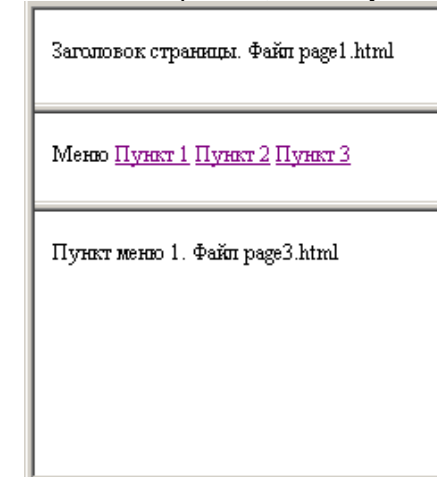 Заголовок страницы. Файл page1.html
Меню Пункт 1 Пункт 2 Пункт 3
Пункт меню 1. Файл page3.html